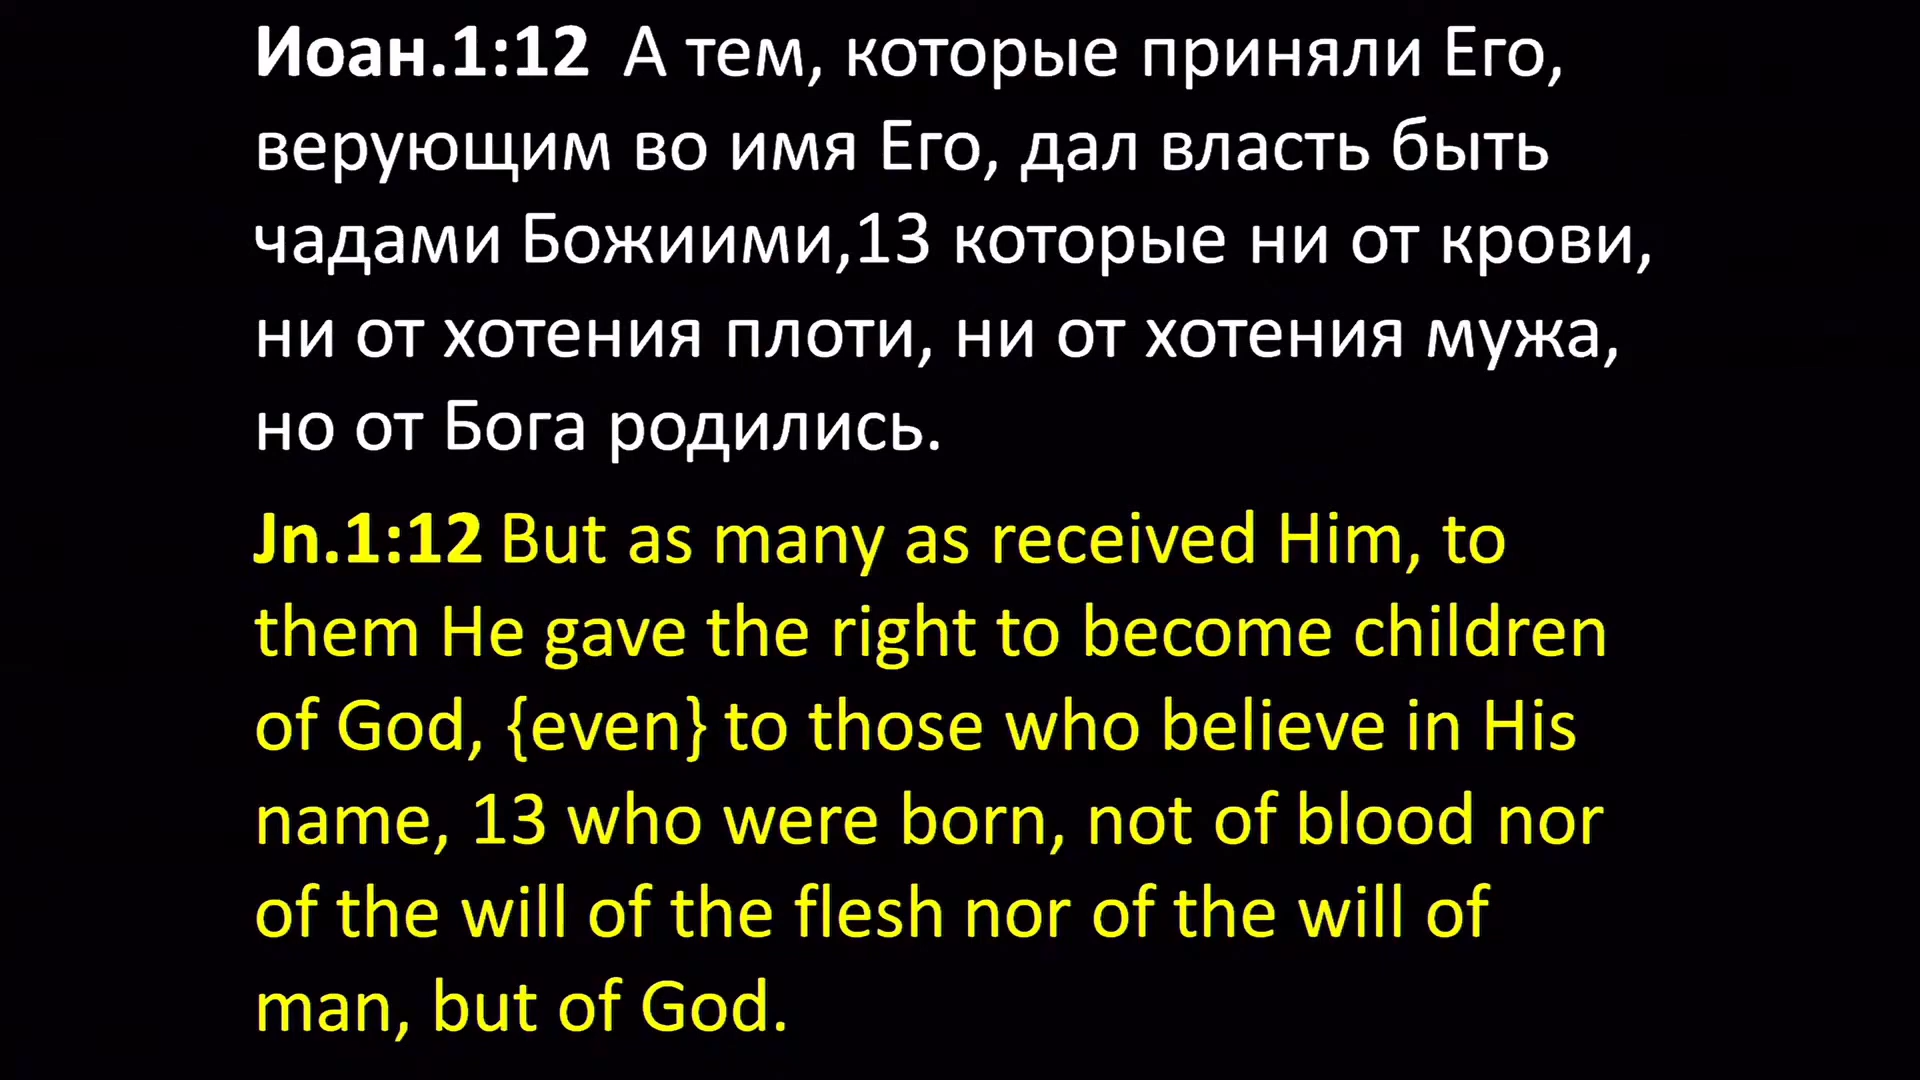 Иоан.1:12 А тем, которые приняли Его,
верующим во имя Его, дал власть быть
чадами Божиими,13 которые ни от крови,
ни от хотения плоти, ни от хотения мужа,
но от Бога родились.
Jn.1:12 But as many as received Him, to
them He gave the right to become children
of God, {even} to those who believe in His
name, 13 who were born, not of blood nor
of the will of the flesh nor of the will of
man, but of God.